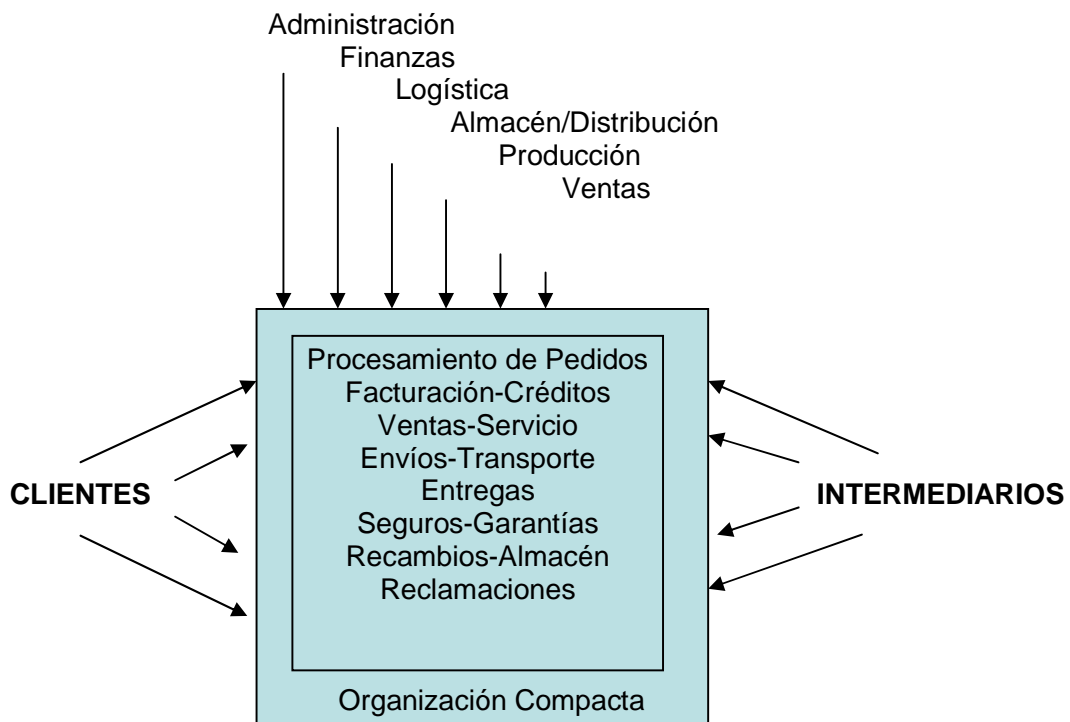 Administración
Finanzas
Logística
Almacén/Distribución
Producción
Ventas
Procesamiento de Pedidos
Facturación-Créditos
Ventas-Servicio
Envíos-Transporte
Entregas
Seguros-Garantías
Recambios-Almacén
Reclamaciones
CLIENTES
INTERMEDIARIOS
Organización Compacta